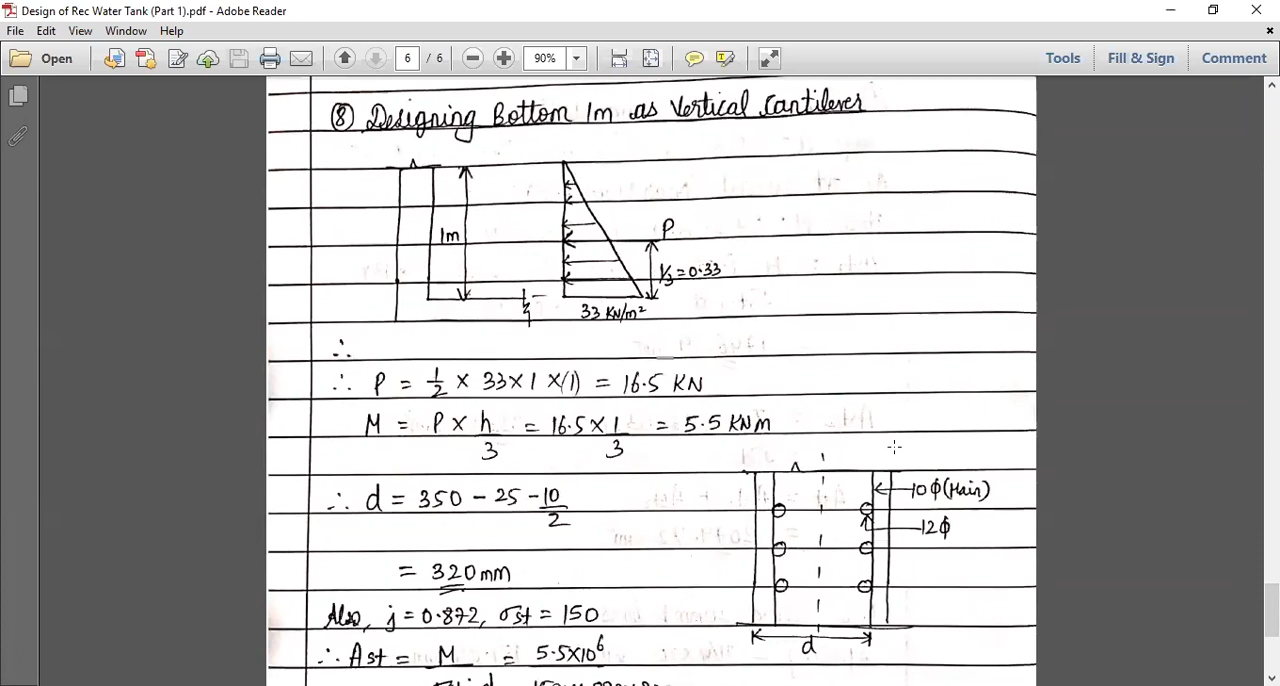 Design of Rec Water Tank (Part 1).pdf - Adobe Reader
File Edit View Window Help
Open 6 / 6 90% Tools Fill & Sign Comment
⑧ Designing Bottom 1m as Vertical Cantilever
1m
P
1/3 = 0.33
33 KN/m²
∴
∴ P = 1/2 × 33 × 1 × (1) = 16.5 KN
M = P × h/3 = 16.5 × 1/3 = 5.5 KNm
∴ d = 350 - 25 - 10/2
= 320mm
10ϕ (Main)
12ϕ
d
Also, j = 0.872, σst = 150
∴ Ast = M = 5.5×10⁶